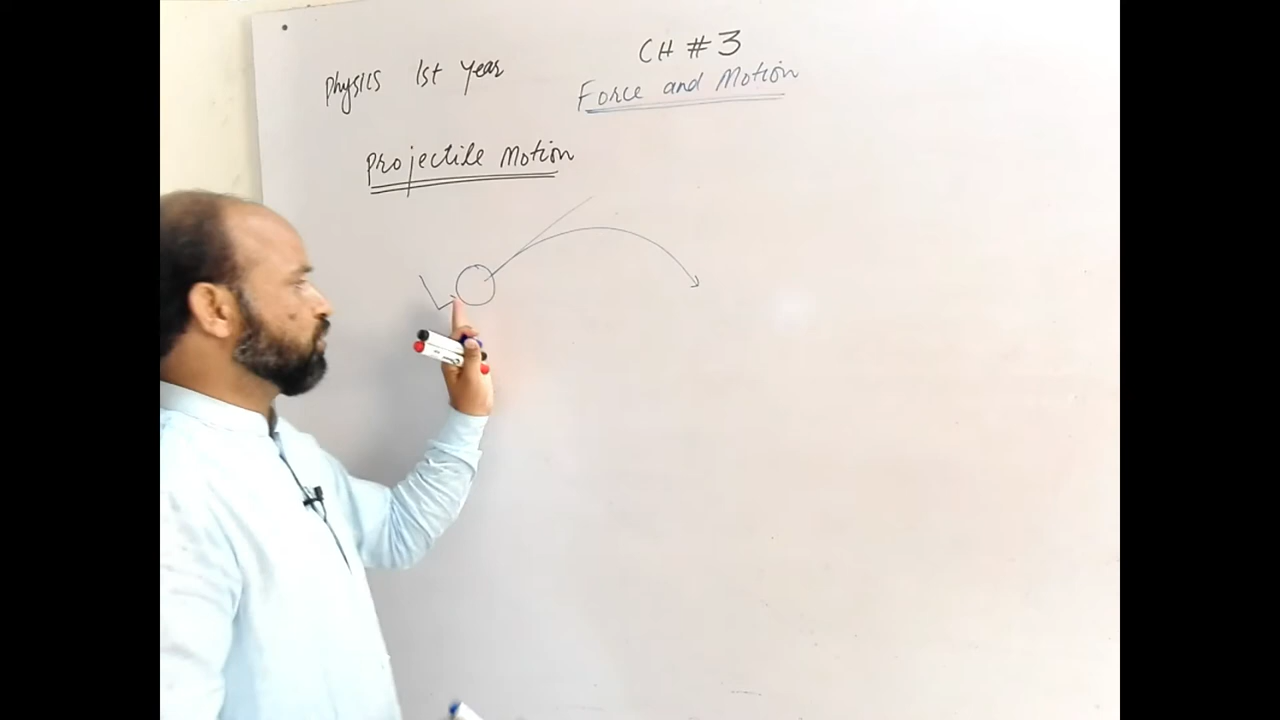 CH # 3
Physics 1st Year
Force and Motion
Projectile Motion